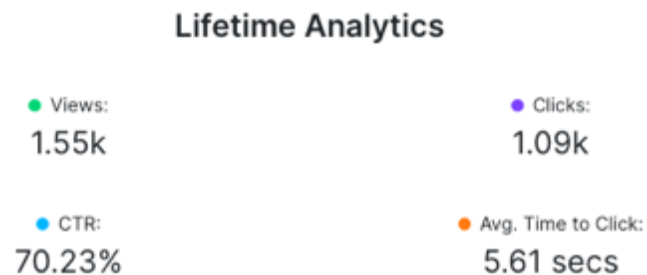 Lifetime Analytics
Views:
1.55k
Clicks:
1.09k
CTR:
70.23%
Avg. Time to Click:
5.61 secs